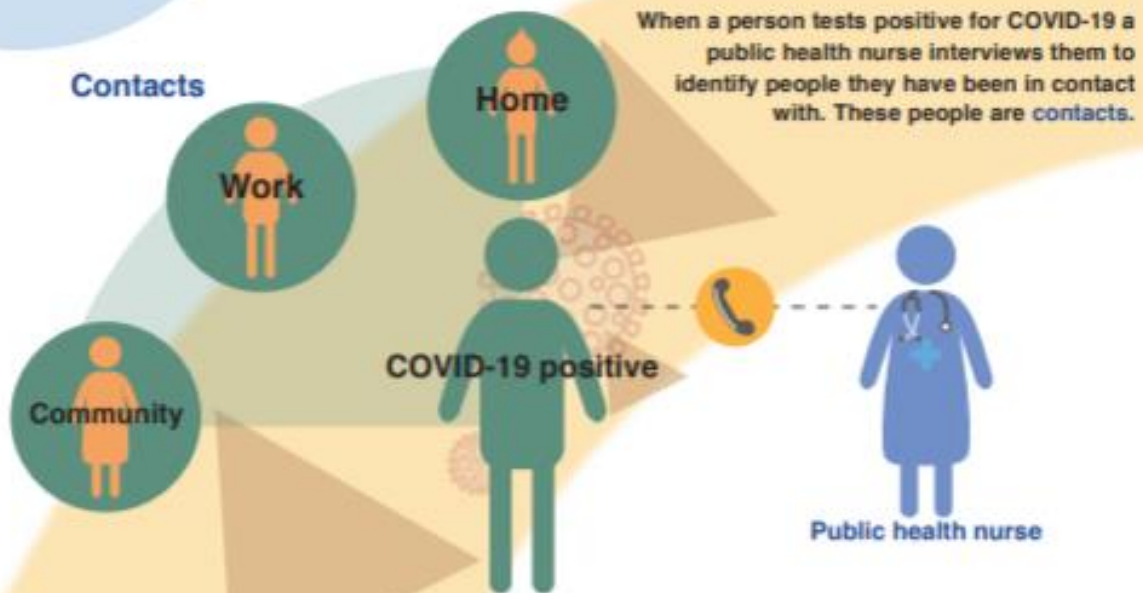 When a person tests positive for COVID-19 a
public health nurse interviews them to
identify people they have been in contact
with. These people are contacts.
Contacts
Home
Work
Community
COVID-19 positive
Public health nurse